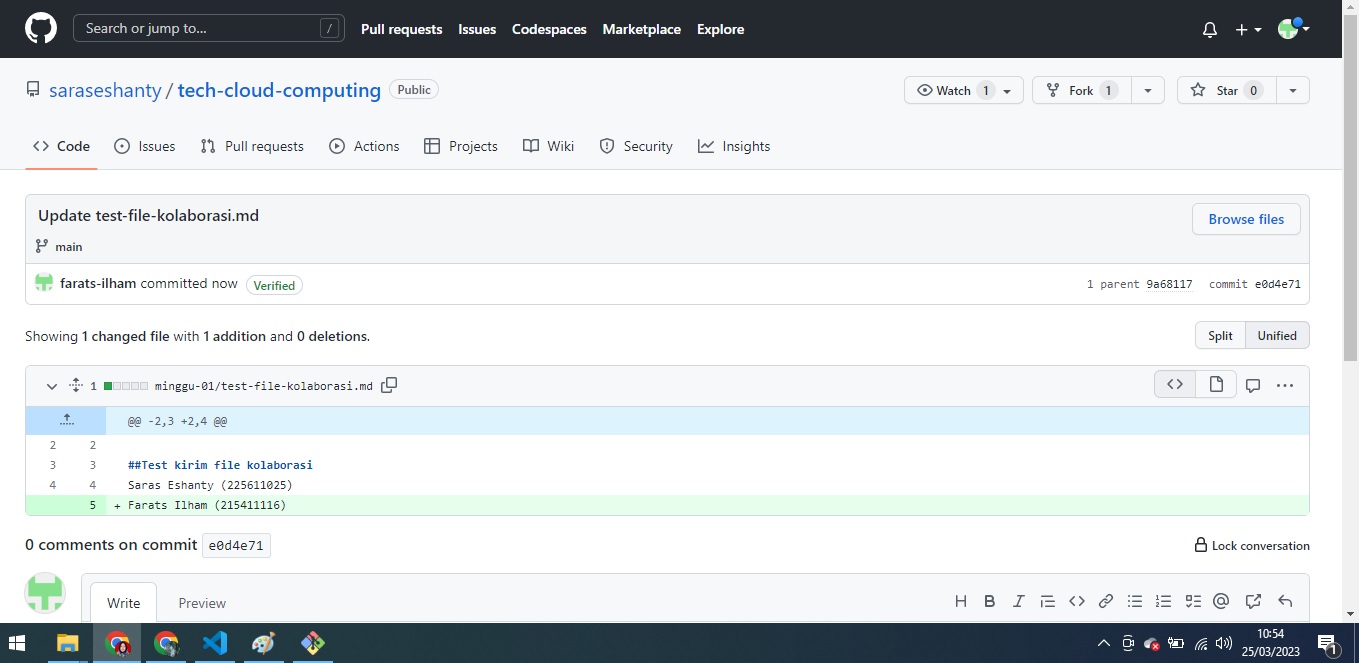 Search or jump to... /
Pull requests Issues Codespaces Marketplace Explore
saraseshanty / tech-cloud-computing Public
Watch 1 Fork 1 Star 0
Code Issues Pull requests Actions Projects Wiki Security Insights
Update test-file-kolaborasi.md
Browse files
main
farats-ilham committed now Verified
1 parent 9a68117 commit e0d4e71
Showing 1 changed file with 1 addition and 0 deletions.
Split Unified
1 minggu-01/test-file-kolaborasi.md
@@ -2,3 +2,4 @@
2 2
3 3 ##Test kirim file kolaborasi
4 4 Saras Eshanty (225611025)
5 + Farats Ilham (215411116)
0 comments on commit e0d4e71
Lock conversation
Write Preview
10:54
25/03/2023
1